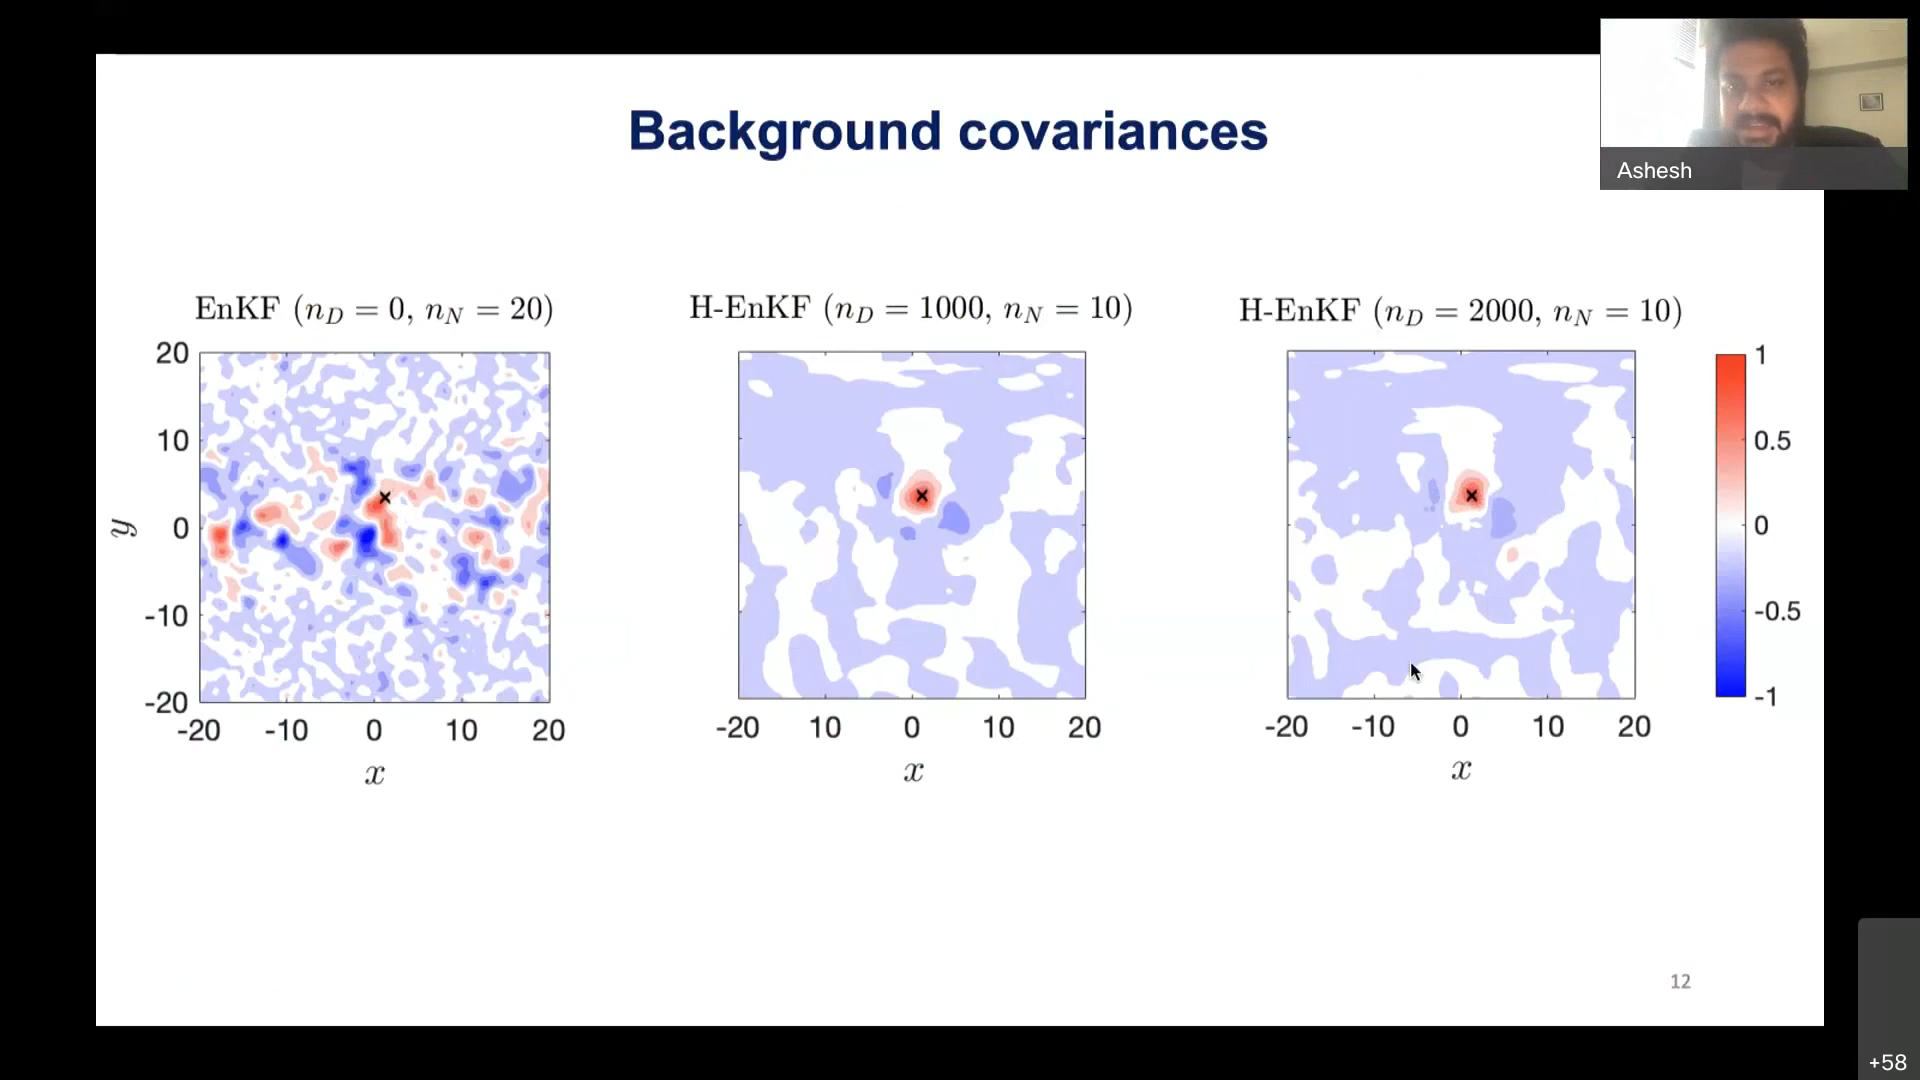 Background covariances
Ashesh
EnKF (n_D = 0, n_N = 20)
H-EnKF (n_D = 1000, n_N = 10)
H-EnKF (n_D = 2000, n_N = 10)
20
10
0
-10
-20
y
-20 -10 0 10 20
x
-20 10 0 10 20
x
-20 -10 0 10 20
x
1
0.5
0
-0.5
-1
12
+58